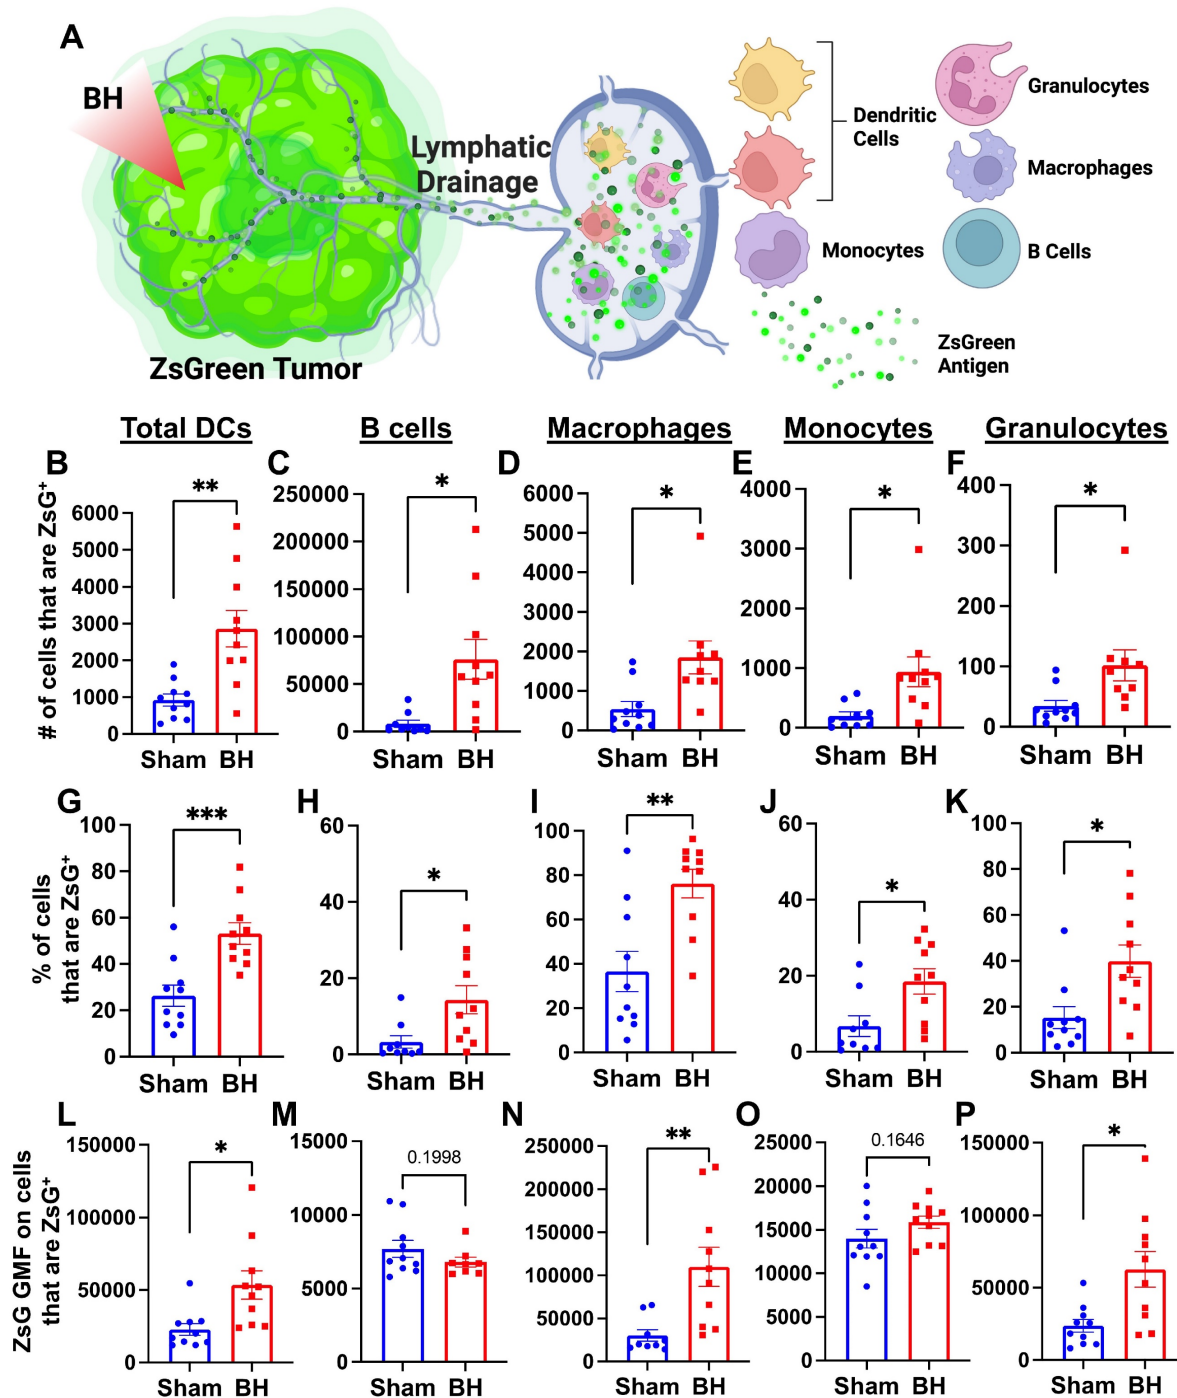 A
BH
Lymphatic
Drainage
ZsGreen Tumor
Dendritic
Cells
Granulocytes
Macrophages
Monocytes
B Cells
ZsGreen
Antigen
Total DCs
B cells
Macrophages
Monocytes
Granulocytes
# of cells that are ZsG⁺
B
**
6000
5000
4000
3000
2000
1000
0
Sham BH
C
*
250000
200000
150000
100000
50000
0
Sham BH
D
*
6000
5000
4000
3000
2000
1000
0
Sham BH
E
*
4000
3000
2000
1000
0
Sham BH
F
*
400
300
200
100
0
Sham BH
% of cells
that are ZsG⁺
G
***
100
80
60
40
20
0
Sham BH
H
*
60
40
20
0
Sham BH
I
**
100
80
60
40
20
0
Sham BH
J
*
60
40
20
0
Sham BH
K
*
100
80
60
40
20
0
Sham BH
ZsG GMF on cells
that are ZsG⁺
L
*
150000
100000
50000
0
Sham BH
M
0.1998
15000
10000
5000
0
Sham BH
N
**
250000
200000
150000
100000
50000
0
Sham BH
O
0.1646
25000
20000
15000
10000
5000
0
Sham BH
P
*
150000
100000
50000
0
Sham BH